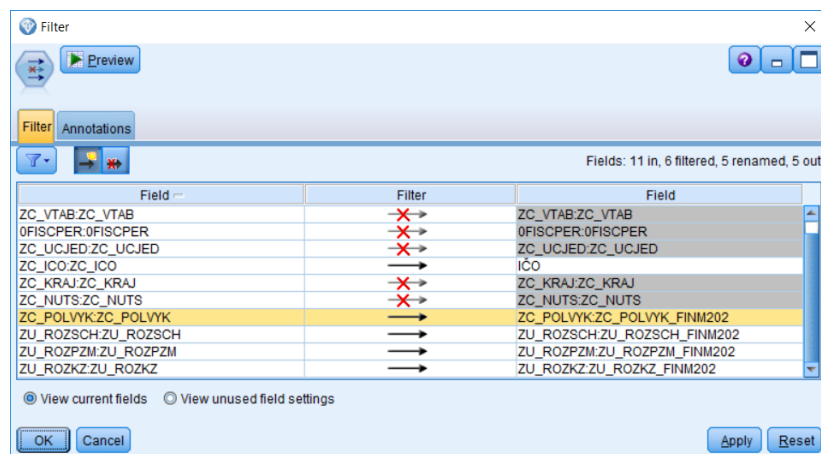 Filter
Preview
Filter Annotations
Fields: 11 in, 6 filtered, 5 renamed, 5 out
Field Filter Field
ZC_VTAB:ZC_VTAB ZC_VTAB:ZC_VTAB
0FISCPER:0FISCPER 0FISCPER:0FISCPER
ZC_UCJED:ZC_UCJED ZC_UCJED:ZC_UCJED
ZC_ICO:ZC_ICO IČO
ZC_KRAJ:ZC_KRAJ ZC_KRAJ:ZC_KRAJ
ZC_NUTS:ZC_NUTS ZC_NUTS:ZC_NUTS
ZC_POLVYK:ZC_POLVYK ZC_POLVYK:ZC_POLVYK_FINM202
ZU_ROZSCH:ZU_ROZSCH ZU_ROZSCH:ZU_ROZSCH_FINM202
ZU_ROZPZM:ZU_ROZPZM ZU_ROZPZM:ZU_ROZPZM_FINM202
ZU_ROZKZ:ZU_ROZKZ ZU_ROZKZ:ZU_ROZKZ_FINM202
View current fields View unused field settings
OK Cancel Apply Reset